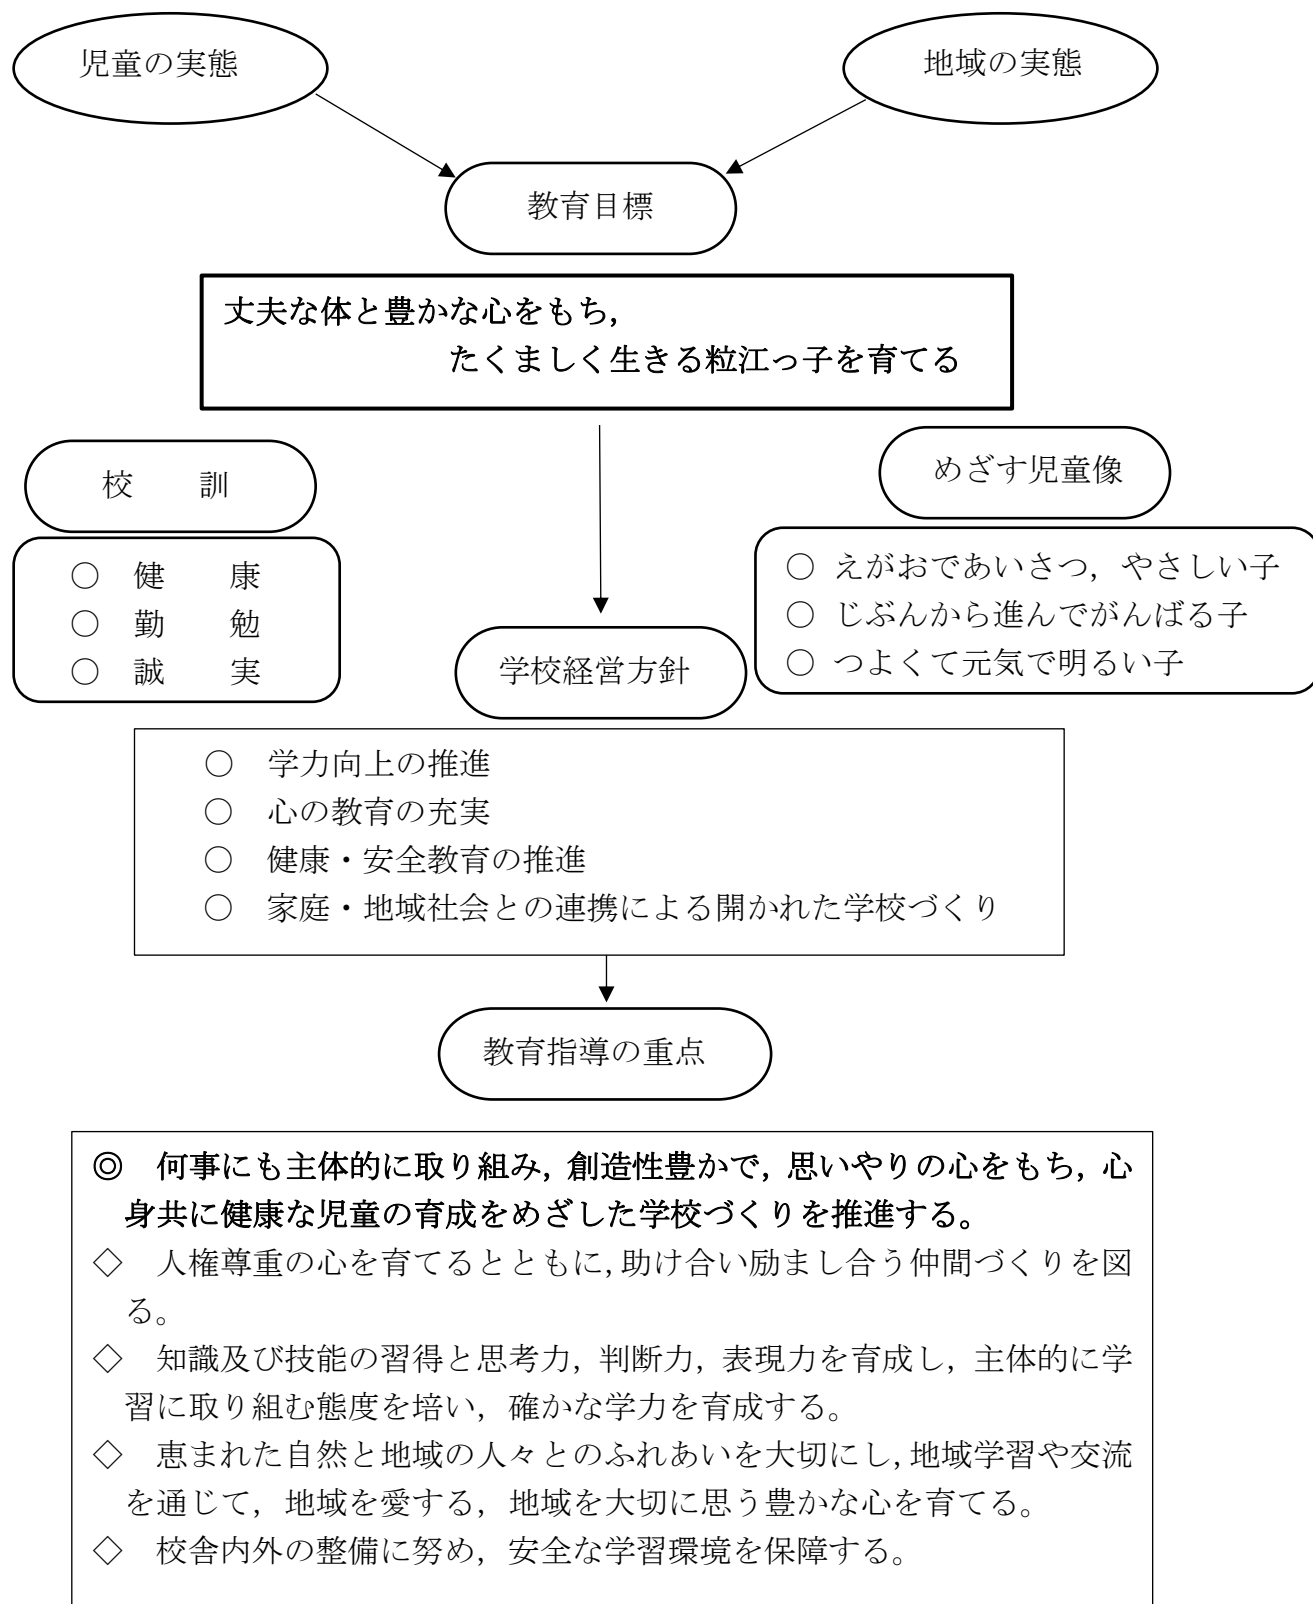 児童の実態
地域の実態
教育目標
丈夫な体と豊かな心をもち，
たくましく生きる粒江っ子を育てる
校　　訓
○　健　　康
○　勤　　勉
○　誠　　実
めざす児童像
○ えがおであいさつ，やさしい子
○ じぶんから進んでがんばる子
○ つよくて元気で明るい子
学校経営方針
○　学力向上の推進
○　心の教育の充実
○　健康・安全教育の推進
○　家庭・地域社会との連携による開かれた学校づくり
教育指導の重点
◎　何事にも主体的に取り組み，創造性豊かで，思いやりの心をもち，心
身共に健康な児童の育成をめざした学校づくりを推進する。
◇　人権尊重の心を育てるとともに，助け合い励まし合う仲間づくりを図
る。
◇　知識及び技能の習得と思考力，判断力，表現力を育成し，主体的に学
習に取り組む態度を培い，確かな学力を育成する。
◇　恵まれた自然と地域の人々とのふれあいを大切にし，地域学習や交流
を通じて，地域を愛する，地域を大切に思う豊かな心を育てる。
◇　校舎内外の整備に努め，安全な学習環境を保障する。